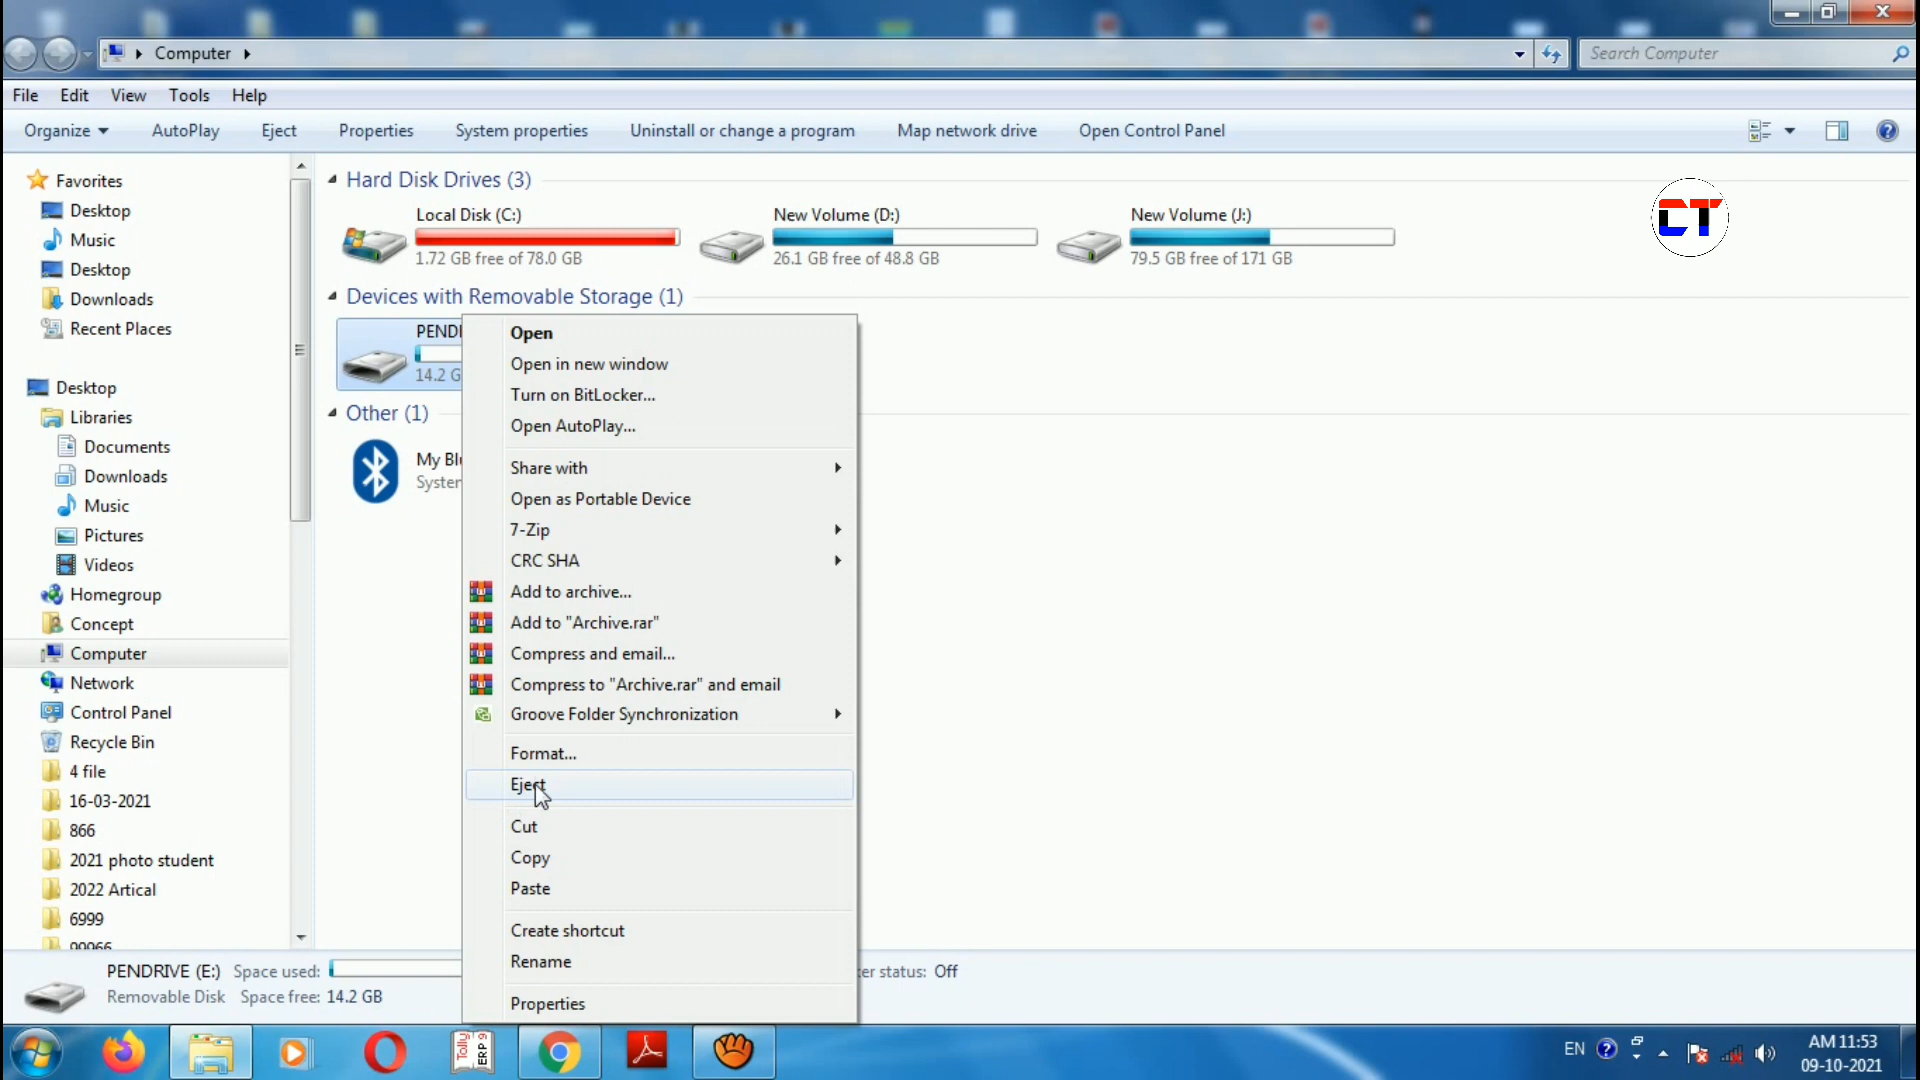 Computer
Search Computer
File Edit View Tools Help
Organize AutoPlay Eject Properties System properties Uninstall or change a program Map network drive Open Control Panel
Favorites
Desktop
Music
Desktop
Downloads
Recent Places
Desktop
Libraries
Documents
Downloads
Music
Pictures
Videos
Homegroup
Concept
Computer
Network
Control Panel
Recycle Bin
4 file
16-03-2021
866
2021 photo student
2022 Artical
6999
99966
Hard Disk Drives (3)
Local Disk (C:)
1.72 GB free of 78.0 GB
New Volume (D:)
26.1 GB free of 48.8 GB
New Volume (J:)
79.5 GB free of 171 GB
CT
Devices with Removable Storage (1)
PENDI
14.2 G
Other (1)
My Bl
System
Open
Open in new window
Turn on BitLocker...
Open AutoPlay...
Share with
Open as Portable Device
7-Zip
CRC SHA
Add to archive...
Add to "Archive.rar"
Compress and email...
Compress to "Archive.rar" and email
Groove Folder Synchronization
Format...
Eject
Cut
Copy
Paste
Create shortcut
Rename
Properties
PENDRIVE (E:) Space used:
Removable Disk Space free: 14.2 GB
er status: Off
Tally ERP 9
EN
AM 11:53
09-10-2021